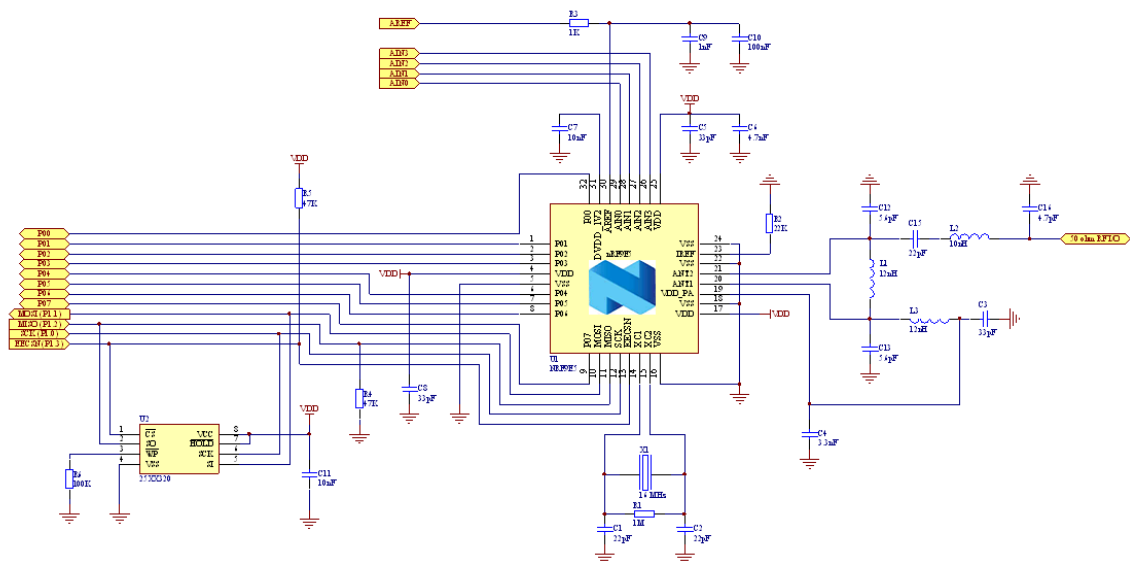 AREF
R3
1K
C9
1nF
C10
100nF
AIN3
AIN2
AIN1
AIN0
VDD
C7
10nF
C5
33pF
C6
4.7nF
VDD
R5
47K
32 31 30 29 28 27 26 25
P00 DVDD_1V2 AREF AIN0 AIN1 AIN2 AIN3 VDD
R2
22K
C12
5.6pF
C15
22pF
L2
10nH
C14
4.7pF
50 ohm RF I/O
P00
P01
P02
P03
P04
P05
P06
P07
MOSI (P1.1)
MISO (P1.2)
SCK (P1.0)
EECSN (P1.3)
1 P01
2 P02
3 P03
4 VDD
5 VSS
6 P04
7 P05
8 P06
nRF9E5
VSS 24
IREF 23
VSS 22
ANT2 21
ANT1 20
VDD_PA 19
VSS 18
VDD 17
VDD
VDD
L1
12nH
L3
12nH
C3
33pF
C13
5.6pF
U1
NRF9E5
P07 MOSI MISO SCK EECSN XC1 XC2 VSS
9 10 11 12 13 14 15 16
R4
47K
C8
33pF
C4
3.3nF
U2
1 CS
2 SO
3 WP
4 VSS
VCC 8
HOLD 7
SCK 6
SI 5
25XX320
VDD
R6
100K
C11
10nF
X1
16 MHz
R1
1M
C1
22pF
C2
22pF